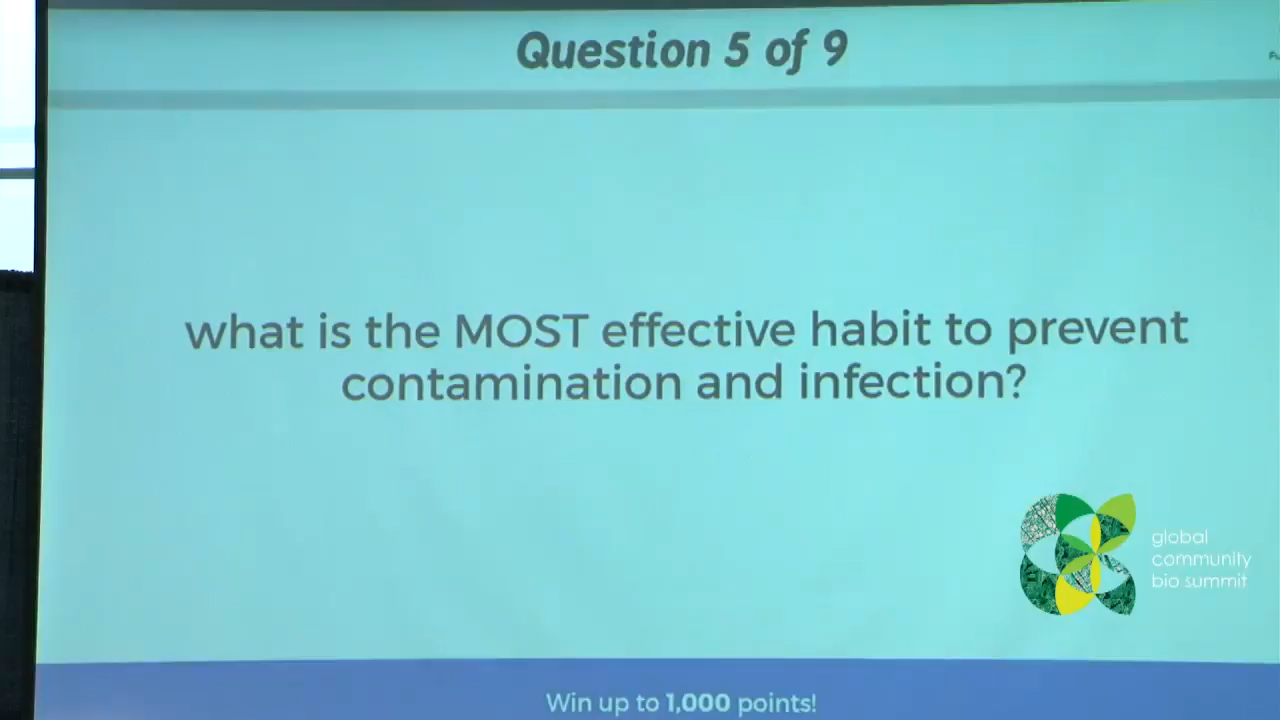 Question 5 of 9
what is the MOST effective habit to prevent
contamination and infection?
global
community
bio summit
Win up to 1,000 points!